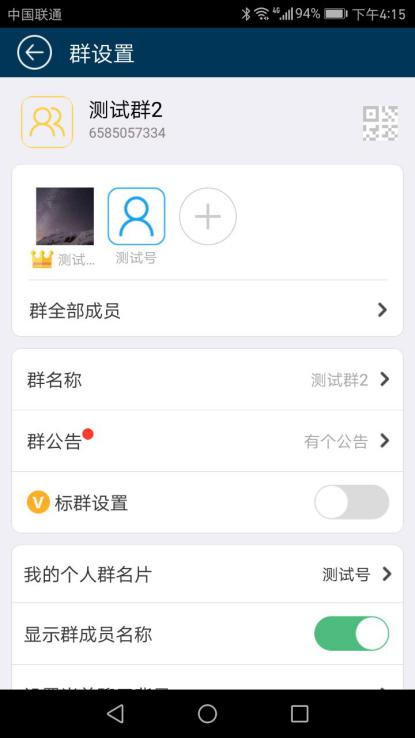 中国联通
4G 94% 下午4:15
群设置
测试群2
6585057334
测试...
测试号
群全部成员
群名称 测试群2
群公告 有个公告
V 标群设置
我的个人群名片 测试号
显示群成员名称